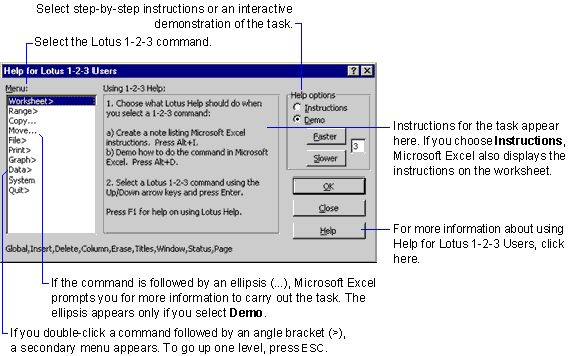 Select step-by-step instructions or an interactive
demonstration of the task.
Select the Lotus 1-2-3 command.
Help for Lotus 1-2-3 Users
Menu:
Worksheet>
Range>
Copy...
Move...
File>
Print>
Graph>
Data>
System
Quit>
Using 1-2-3 Help:
1. Choose what Lotus Help should do when
you select a 1-2-3 command:
a) Create a note listing Microsoft Excel
instructions. Press Alt+I.
b) Demo how to do the command in Microsoft
Excel. Press Alt+D.
2. Select a Lotus 1-2-3 command using the
Up/Down arrow keys and press Enter.
Press F1 for help on using Lotus Help.
Help options
Instructions
Demo
Faster
3
Slower
OK
Close
Help
Global,Insert,Delete,Column,Erase,Titles,Window,Status,Page
Instructions for the task appear
here. If you choose Instructions,
Microsoft Excel also displays the
instructions on the worksheet.
For more information about using
Help for Lotus 1-2-3 Users, click
here.
If the command is followed by an ellipsis (...), Microsoft Excel
prompts you for more information to carry out the task. The
ellipsis appears only if you select Demo.
If you double-click a command followed by an angle bracket (>),
a secondary menu appears. To go up one level, press ESC.